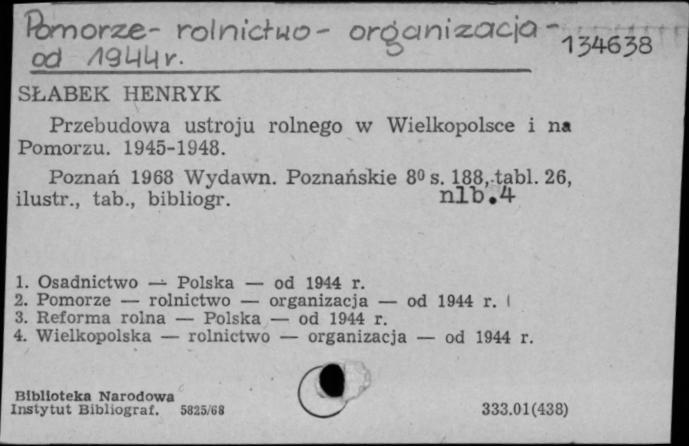 Pomorze - rolnictwo - organizacja -
od 1944 r.
134638
SŁABEK HENRYK
Przebudowa ustroju rolnego w Wielkopolsce i na
Pomorzu. 1945-1948.
Poznań 1968 Wydawn. Poznańskie 8⁰ s. 188, tabl. 26,
ilustr., tab., bibliogr. nlb.4
1. Osadnictwo — Polska — od 1944 r.
2. Pomorze — rolnictwo — organizacja — od 1944 r.
3. Reforma rolna — Polska — od 1944 r.
4. Wielkopolska — rolnictwo — organizacja — od 1944 r.
Biblioteka Narodowa
Instytut Bibliograf. 5825/68 333.01(438)